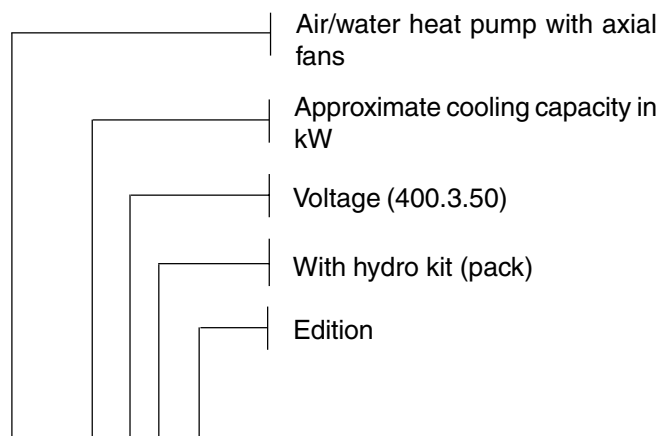 Air/water heat pump with axial
fans
Approximate cooling capacity in
kW
Voltage (400.3.50)
With hydro kit (pack)
Edition